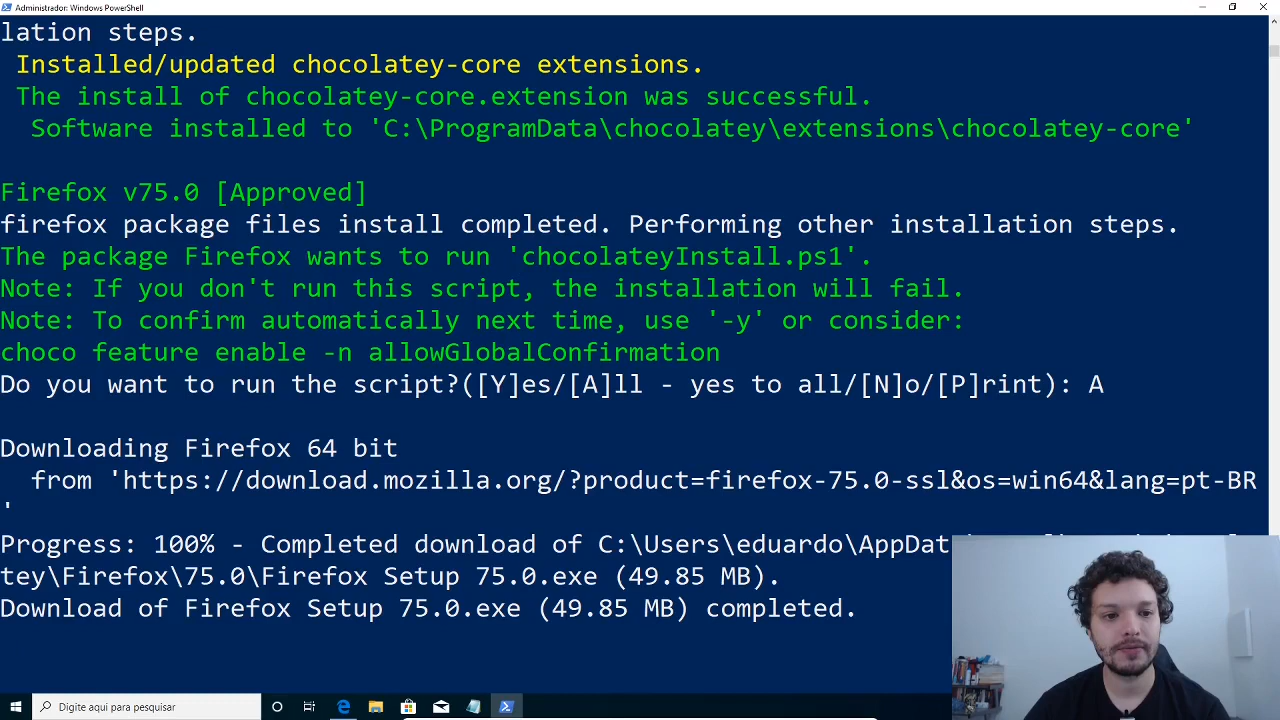 Administrador: Windows PowerShell
lation steps.
Installed/updated chocolatey-core extensions.
The install of chocolatey-core.extension was successful.
Software installed to 'C:\ProgramData\chocolatey\extensions\chocolatey-core'
Firefox v75.0 [Approved]
firefox package files install completed. Performing other installation steps.
The package Firefox wants to run 'chocolateyInstall.ps1'.
Note: If you don't run this script, the installation will fail.
Note: To confirm automatically next time, use '-y' or consider:
choco feature enable -n allowGlobalConfirmation
Do you want to run the script?([Y]es/[A]ll - yes to all/[N]o/[P]rint): A
Downloading Firefox 64 bit
from 'https://download.mozilla.org/?product=firefox-75.0-ssl&os=win64&lang=pt-BR
'
Progress: 100% - Completed download of C:\Users\eduardo\AppDat
tey\Firefox\75.0\Firefox Setup 75.0.exe (49.85 MB).
Download of Firefox Setup 75.0.exe (49.85 MB) completed.
Digite aqui para pesquisar